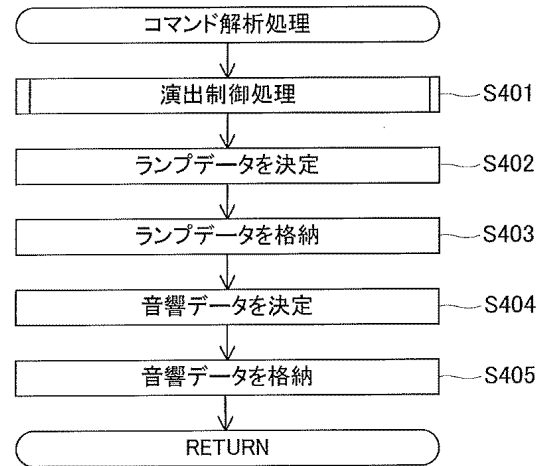 コマンド解析処理
演出制御処理 S401
ランプデータを決定 S402
ランプデータを格納 S403
音響データを決定 S404
音響データを格納 S405
RETURN